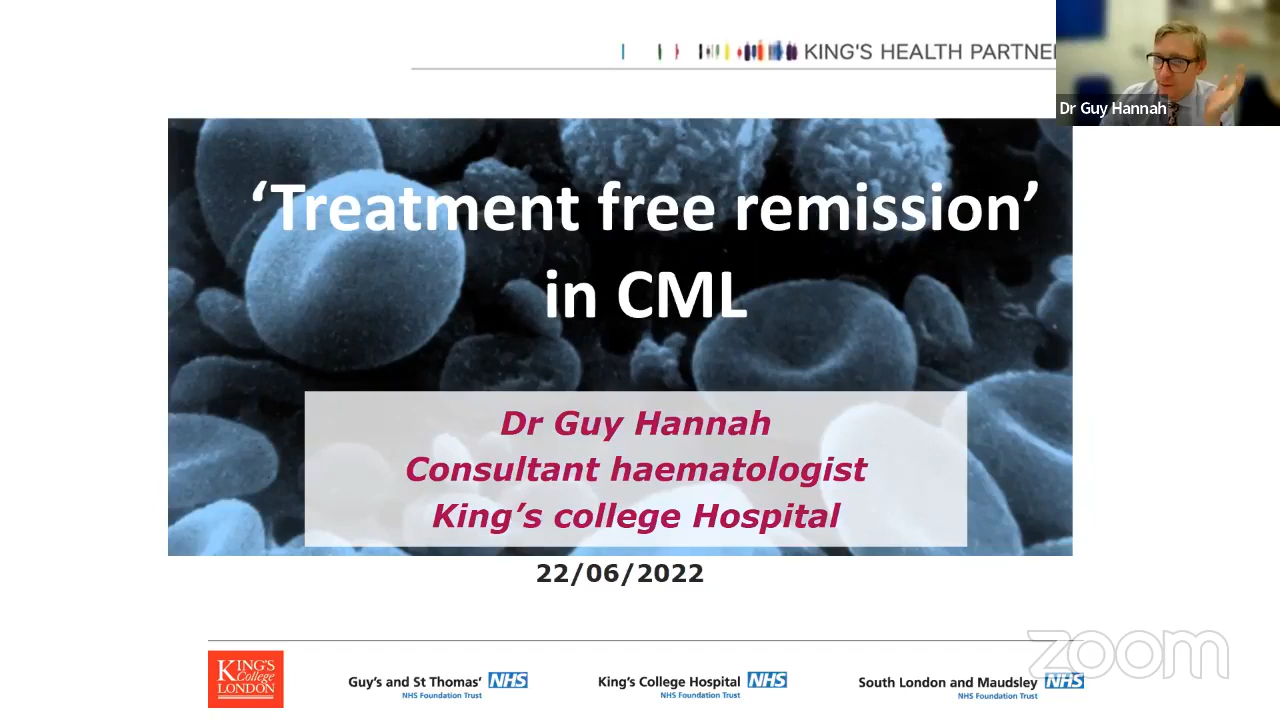 KING'S HEALTH PARTNE
Dr Guy Hannah
‘Treatment free remission’
in CML
Dr Guy Hannah
Consultant haematologist
King’s college Hospital
22/06/2022
KING'S
College
LONDON
Guy's and St Thomas' NHS
NHS Foundation Trust
King's College Hospital NHS
NHS Foundation Trust
South London and Maudsley NHS
NHS Foundation Trust
zoom